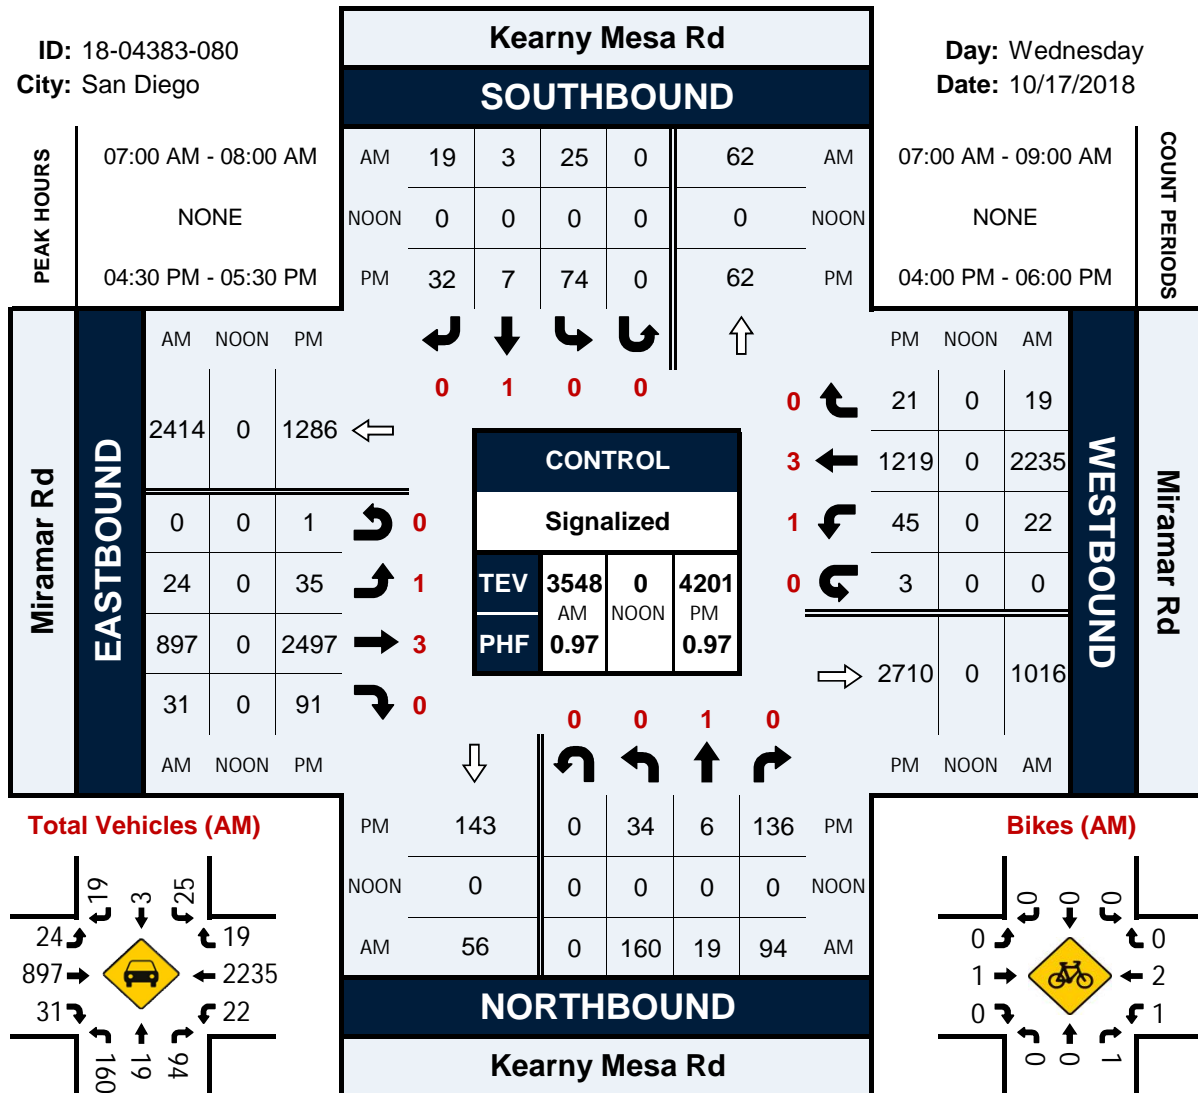 Kearny Mesa Rd
ID: 18-04383-080
Day: Wednesday
City: San Diego
Date: 10/17/2018
SOUTHBOUND
PEAK HOURS
07:00 AM - 08:00 AM
AM 19 3 25 0 62 AM
07:00 AM - 09:00 AM
COUNT PERIODS
NONE
NOON 0 0 0 0 0 NOON
NONE
04:30 PM - 05:30 PM
PM 32 7 74 0 62 PM
04:00 PM - 06:00 PM
AM NOON PM
PM NOON AM
0 1 0 0
Miramar Rd
EASTBOUND
2414 0 1286
0 0 1 0
24 0 35 1
897 0 2497 3
31 0 91 0
AM NOON PM
CONTROL
Signalized
TEV 3548 0 4201
AM NOON PM
PHF 0.97 0.97
0 21 0 19
3 1219 0 2235
1 45 0 22
0 3 0 0
2710 0 1016
PM NOON AM
WESTBOUND
Miramar Rd
0 0 1 0
PM 143 0 34 6 136 PM
NOON 0 0 0 0 0 NOON
AM 56 0 160 19 94 AM
NORTHBOUND
Kearny Mesa Rd
Total Vehicles (AM)
19 3 25
24 19
897 2235
31 22
160 19 94
Bikes (AM)
0 0 0
0 0
1 2
0 1
0 0 1